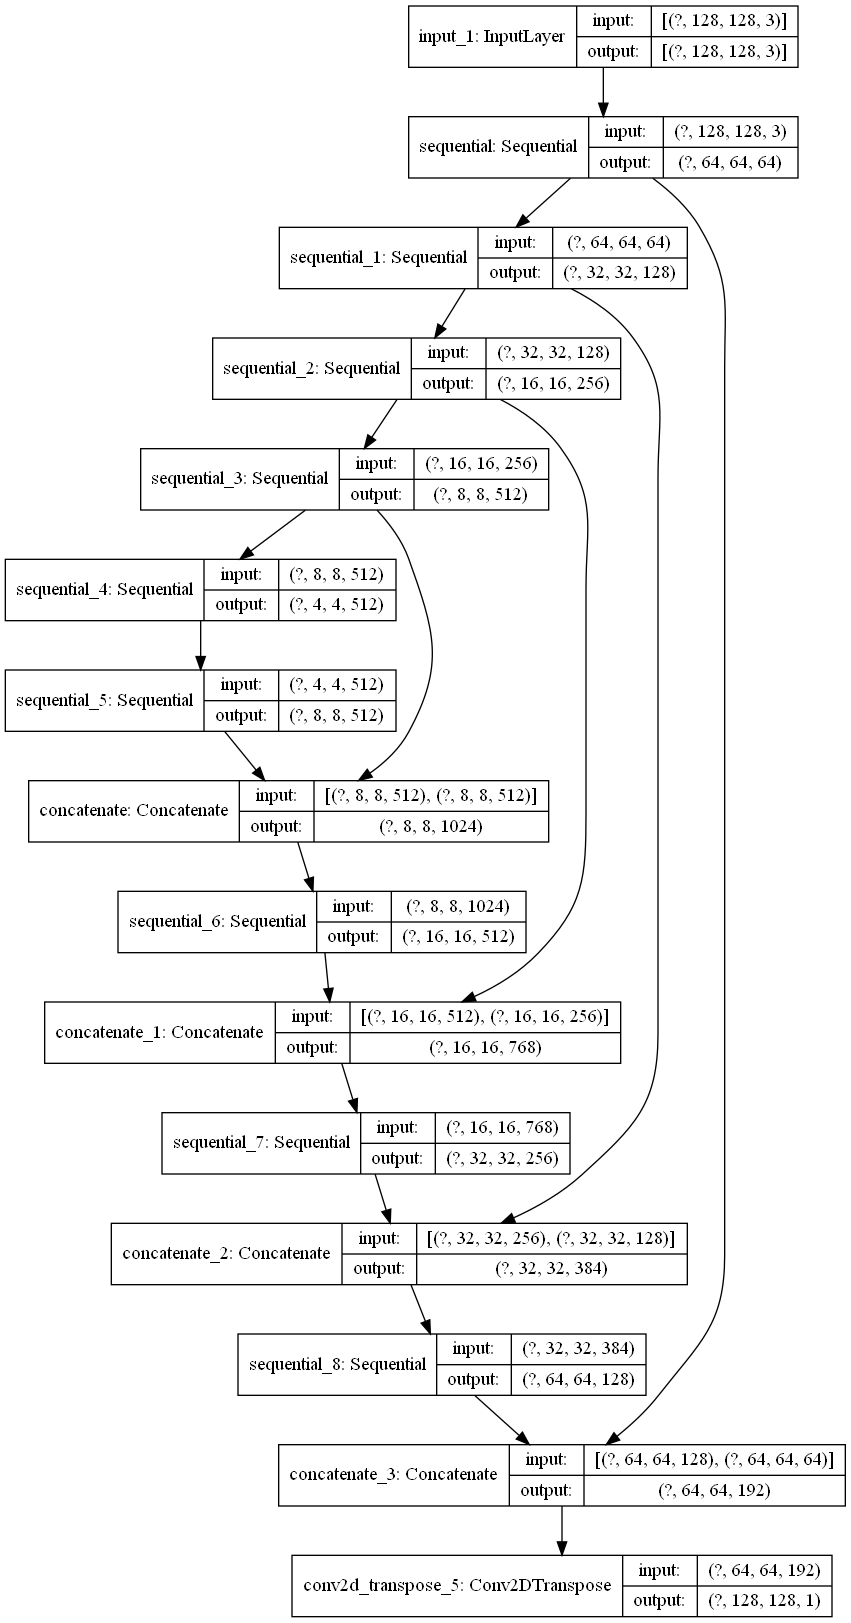 input_1: InputLayer
input: [(?, 128, 128, 3)]
output: [(?, 128, 128, 3)]
sequential: Sequential
input: (?, 128, 128, 3)
output: (?, 64, 64, 64)
sequential_1: Sequential
input: (?, 64, 64, 64)
output: (?, 32, 32, 128)
sequential_2: Sequential
input: (?, 32, 32, 128)
output: (?, 16, 16, 256)
sequential_3: Sequential
input: (?, 16, 16, 256)
output: (?, 8, 8, 512)
sequential_4: Sequential
input: (?, 8, 8, 512)
output: (?, 4, 4, 512)
sequential_5: Sequential
input: (?, 4, 4, 512)
output: (?, 8, 8, 512)
concatenate: Concatenate
input: [(?, 8, 8, 512), (?, 8, 8, 512)]
output: (?, 8, 8, 1024)
sequential_6: Sequential
input: (?, 8, 8, 1024)
output: (?, 16, 16, 512)
concatenate_1: Concatenate
input: [(?, 16, 16, 512), (?, 16, 16, 256)]
output: (?, 16, 16, 768)
sequential_7: Sequential
input: (?, 16, 16, 768)
output: (?, 32, 32, 256)
concatenate_2: Concatenate
input: [(?, 32, 32, 256), (?, 32, 32, 128)]
output: (?, 32, 32, 384)
sequential_8: Sequential
input: (?, 32, 32, 384)
output: (?, 64, 64, 128)
concatenate_3: Concatenate
input: [(?, 64, 64, 128), (?, 64, 64, 64)]
output: (?, 64, 64, 192)
conv2d_transpose_5: Conv2DTranspose
input: (?, 64, 64, 192)
output: (?, 128, 128, 1)